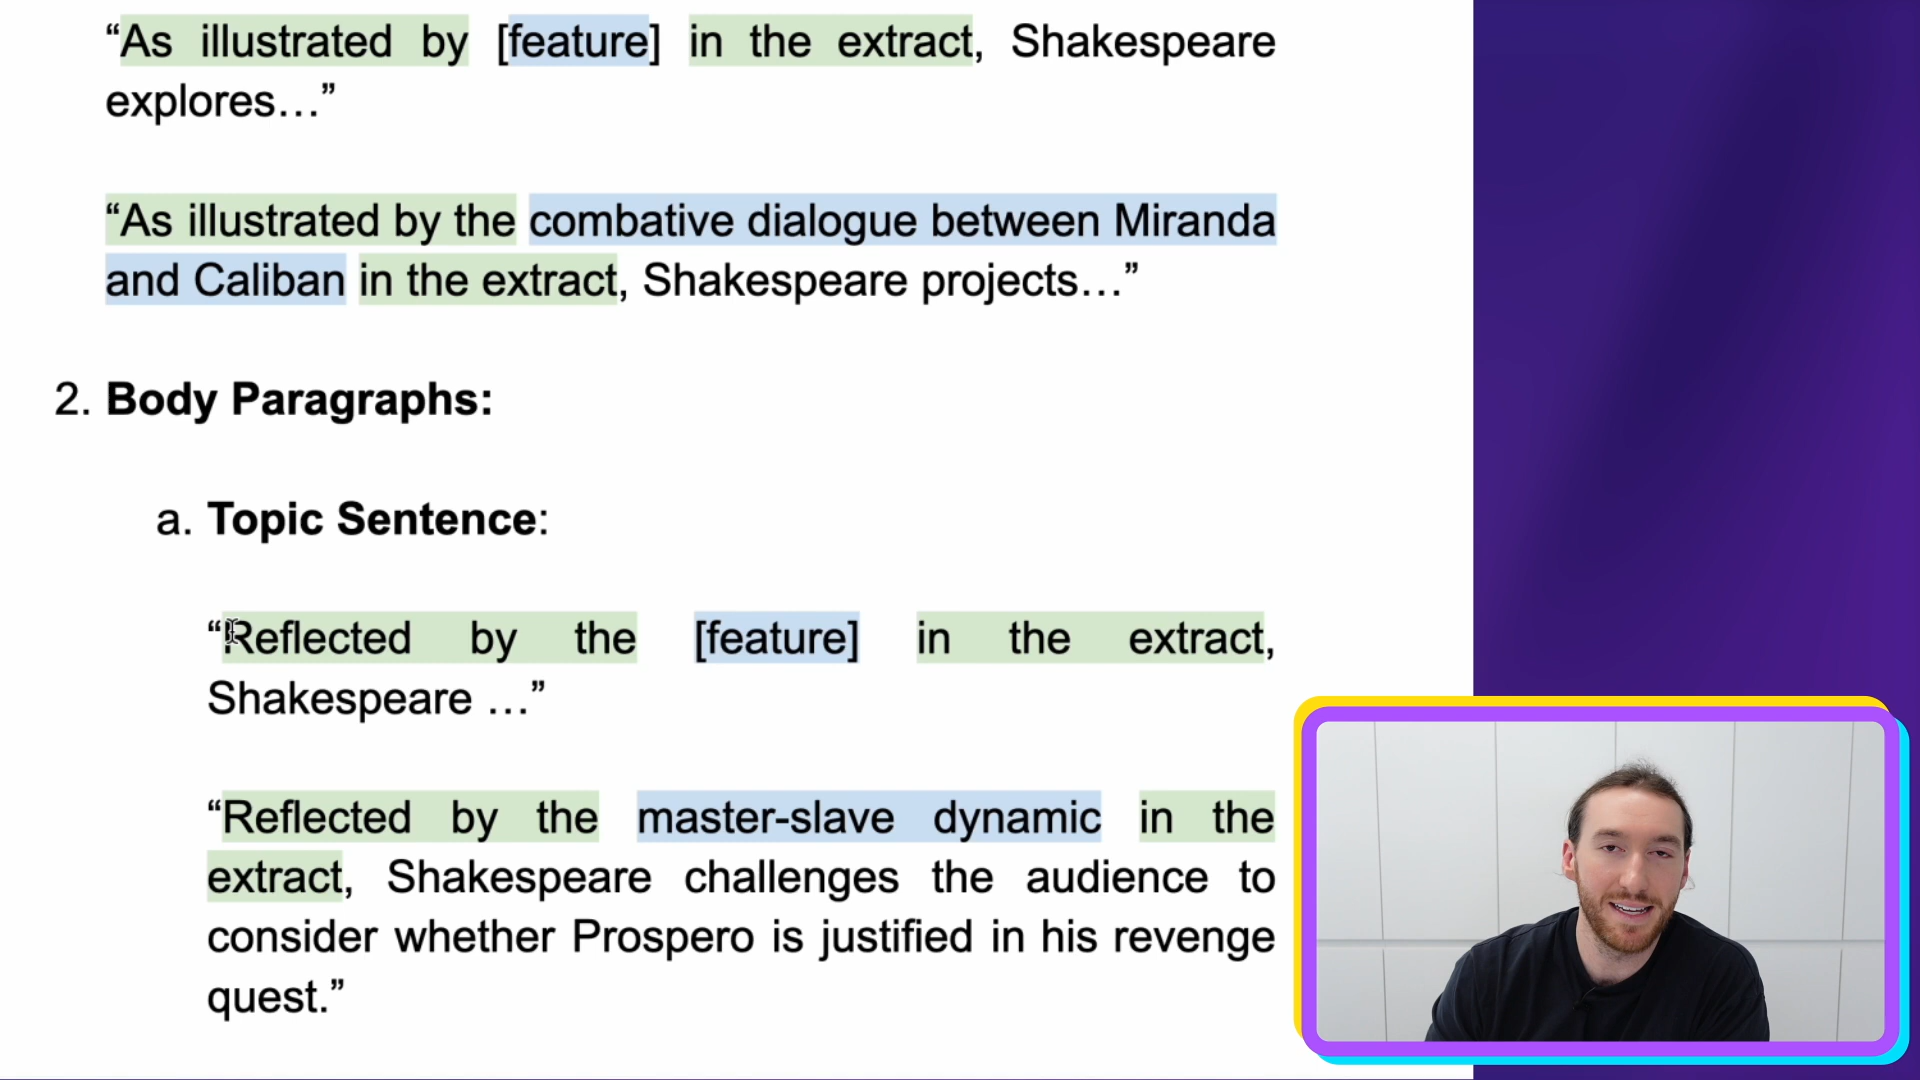 “As illustrated by [feature] in the extract, Shakespeare
explores…”
“As illustrated by the combative dialogue between Miranda
and Caliban in the extract, Shakespeare projects…”
2. Body Paragraphs:
a. Topic Sentence:
“Reflected by the [feature] in the extract,
Shakespeare …”
“Reflected by the master-slave dynamic in the
extract, Shakespeare challenges the audience to
consider whether Prospero is justified in his revenge
quest.”